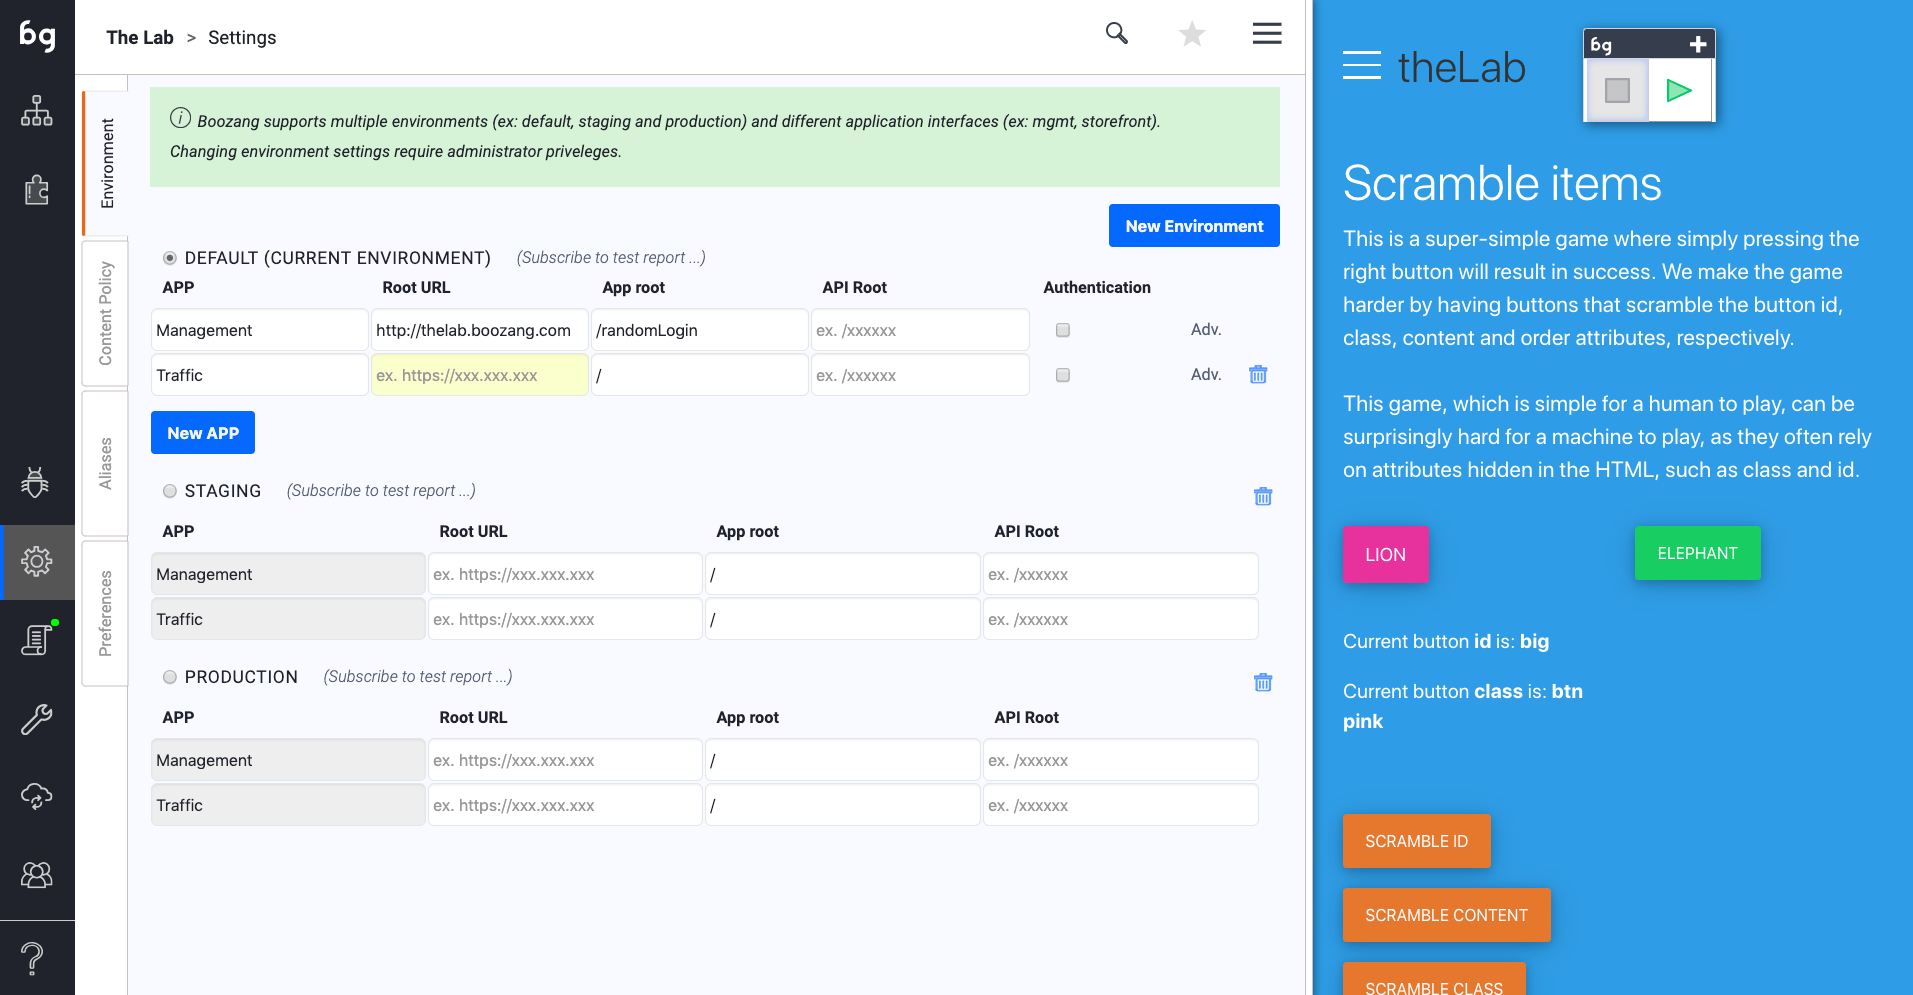 bg
The Lab > Settings
Environment
Content Policy
Aliases
Preferences
i Boozang supports multiple environments (ex: default, staging and production) and different application interfaces (ex: mgmt, storefront).
Changing environment settings require administrator priveleges.
New Environment
DEFAULT (CURRENT ENVIRONMENT) (Subscribe to test report ...)
APP Root URL App root API Root Authentication
Management http://thelab.boozang.com /randomLogin ex. /xxxxxx Adv.
Traffic ex. https://xxx.xxx.xxx / ex. /xxxxxx Adv.
New APP
STAGING (Subscribe to test report ...)
APP Root URL App root API Root
Management ex. https://xxx.xxx.xxx / ex. /xxxxxx
Traffic ex. https://xxx.xxx.xxx / ex. /xxxxxx
PRODUCTION (Subscribe to test report ...)
APP Root URL App root API Root
Management ex. https://xxx.xxx.xxx / ex. /xxxxxx
Traffic ex. https://xxx.xxx.xxx / ex. /xxxxxx
theLab
bg
Scramble items
This is a super-simple game where simply pressing the
right button will result in success. We make the game
harder by having buttons that scramble the button id,
class, content and order attributes, respectively.
This game, which is simple for a human to play, can be
surprisingly hard for a machine to play, as they often rely
on attributes hidden in the HTML, such as class and id.
LION ELEPHANT
Current button id is: big
Current button class is: btn
pink
SCRAMBLE ID
SCRAMBLE CONTENT
SCRAMBLE CLASS